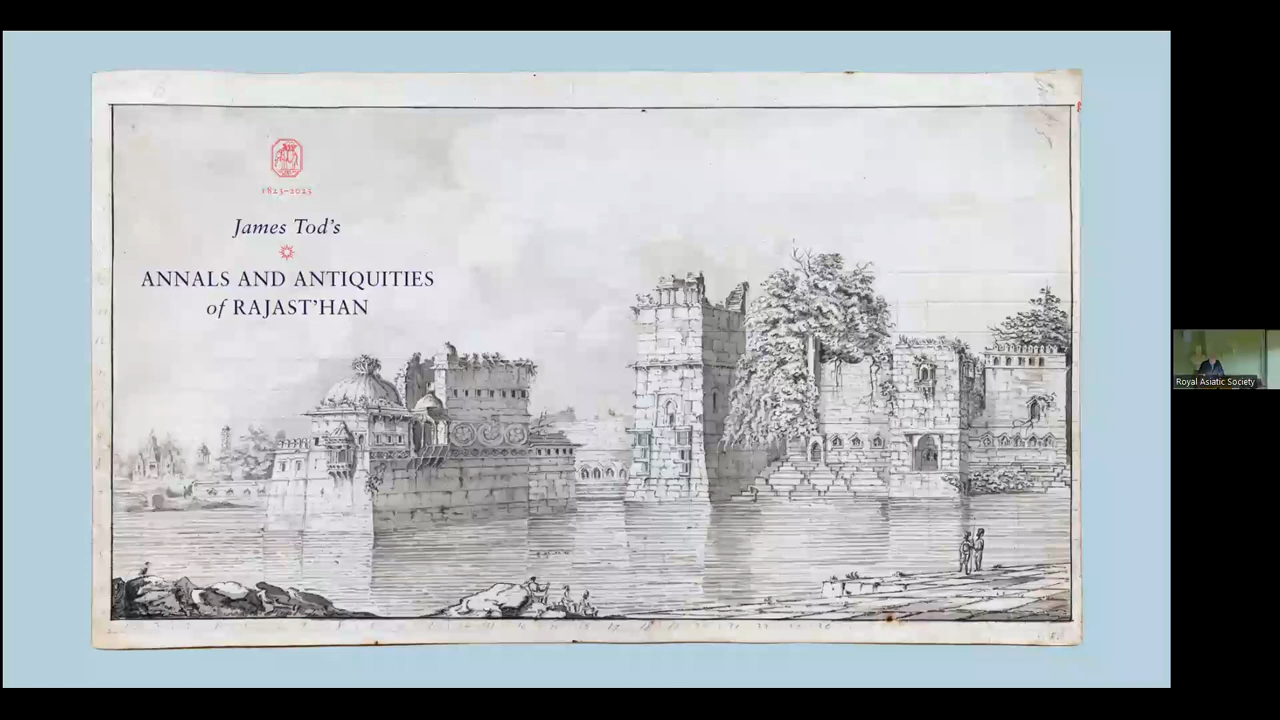 1823–2023
James Tod's
ANNALS AND ANTIQUITIES
of RAJAST'HAN
Royal Asiatic Society